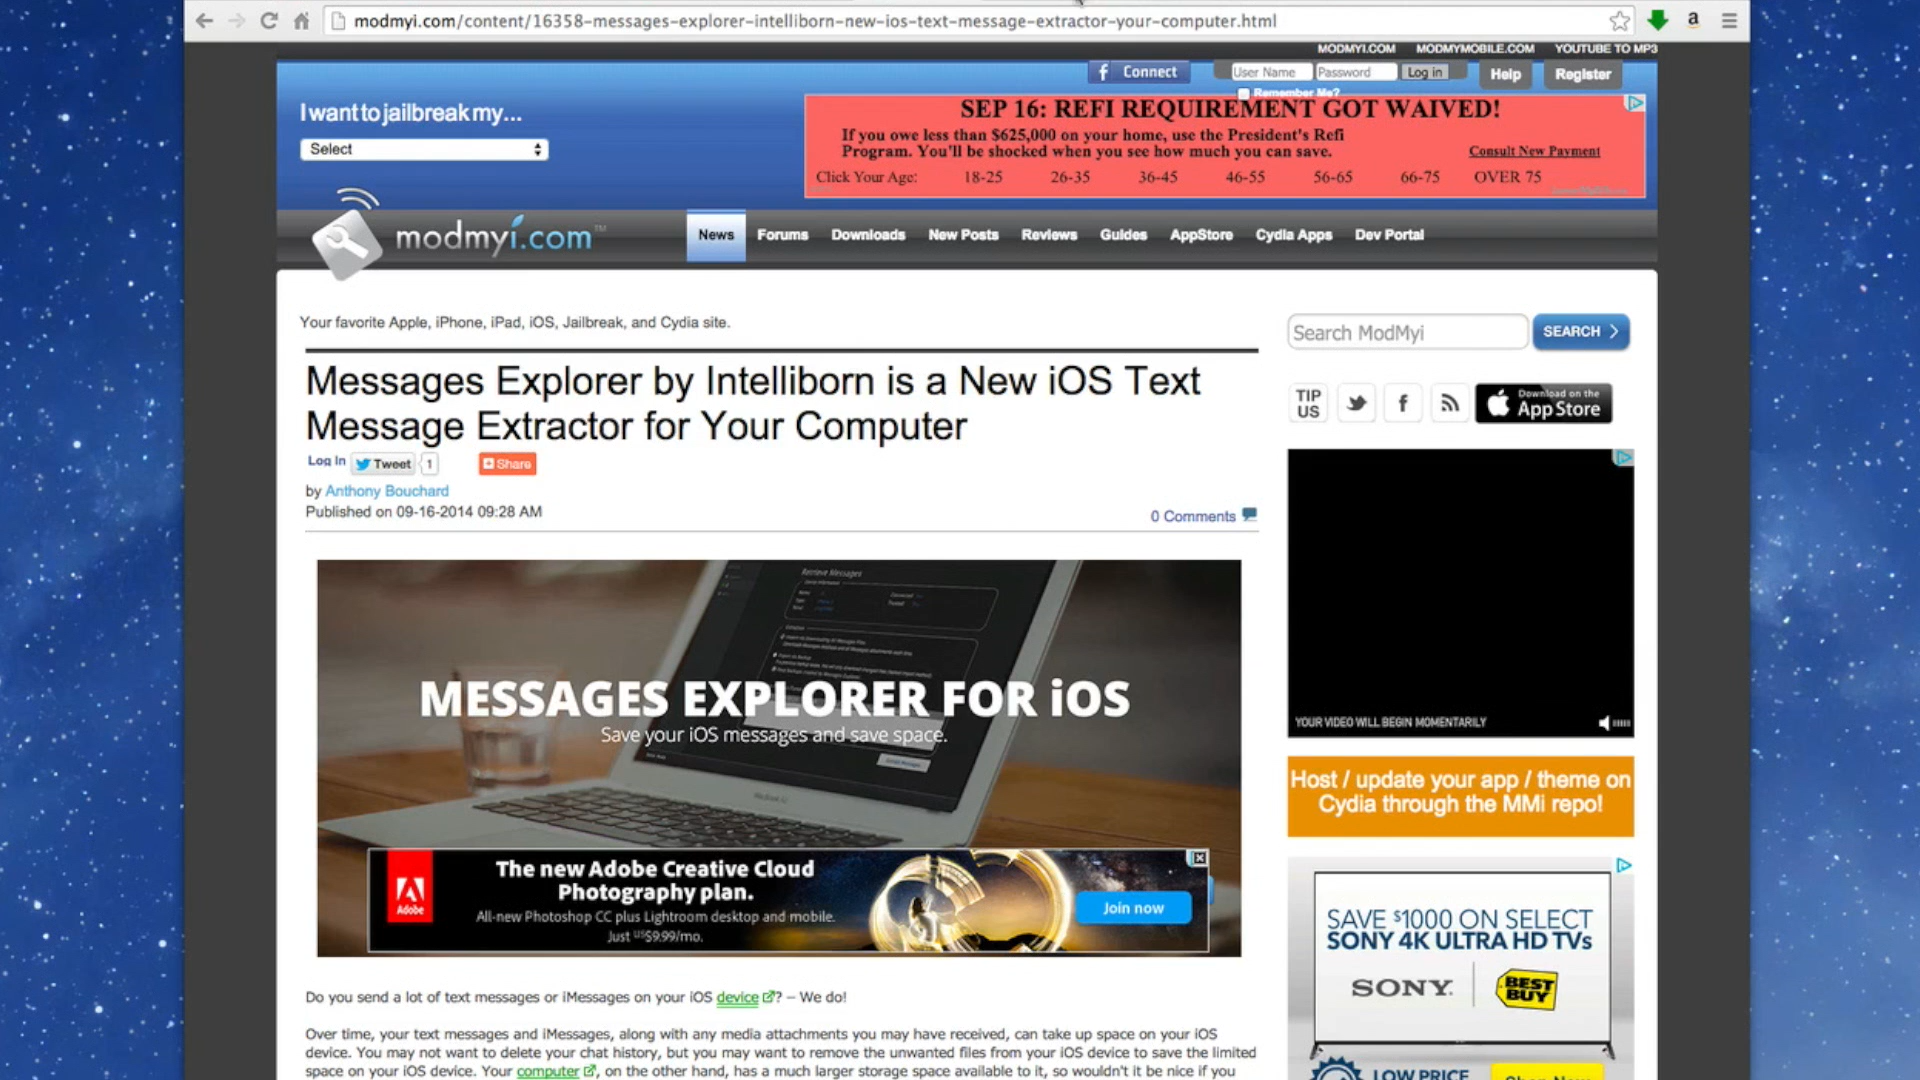 modmyi.com/content/16358-messages-explorer-intelliborn-new-ios-text-message-extractor-your-computer.html
a
MODMYI.COM MODMYMOBILE.COM YOUTUBE TO MP3
f Connect User Name Password Log in Help Register
Remember Me?
I want to jailbreak my...
Select
SEP 16: REFI REQUIREMENT GOT WAIVED!
If you owe less than $625,000 on your home, use the President's Refi
Program. You'll be shocked when you see how much you can save.
Consult New Payment
Click Your Age: 18-25 26-35 36-45 46-55 56-65 66-75 OVER 75
modmyi.com™
News Forums Downloads New Posts Reviews Guides AppStore Cydia Apps Dev Portal
Your favorite Apple, iPhone, iPad, iOS, Jailbreak, and Cydia site.
Search ModMyi SEARCH
Messages Explorer by Intelliborn is a New iOS Text
Message Extractor for Your Computer
Log In Tweet 1 Share
by Anthony Bouchard
Published on 09-16-2014 09:28 AM
0 Comments
TIP
US
f
Download on the
App Store
Retrieve Messages
MESSAGES EXPLORER FOR iOS
Save your iOS messages and save space.
YOUR VIDEO WILL BEGIN MOMENTARILY
Host / update your app / theme on
Cydia through the MMi repo!
Adobe
The new Adobe Creative Cloud
Photography plan.
All-new Photoshop CC plus Lightroom desktop and mobile.
Just US$9.99/mo.
Join now
SAVE $1000 ON SELECT
SONY 4K ULTRA HD TVs
SONY
BEST
BUY
LOW PRICE
Do you send a lot of text messages or iMessages on your iOS device? – We do!
Over time, your text messages and iMessages, along with any media attachments you may have received, can take up space on your iOS
device. You may not want to delete your chat history, but you may want to remove the unwanted files from your iOS device to save the limited
space on your iOS device. Your computer, on the other hand, has a much larger storage space available to it, so wouldn't it be nice if you